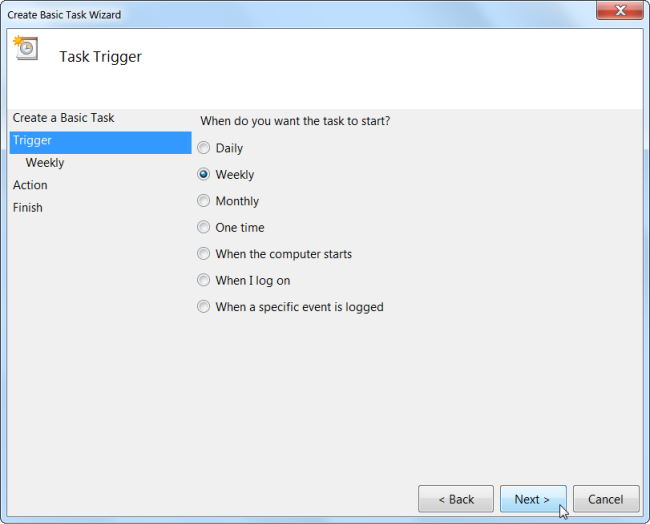 Create Basic Task Wizard
Task Trigger
Create a Basic Task
Trigger
Weekly
Action
Finish
When do you want the task to start?
Daily
Weekly
Monthly
One time
When the computer starts
When I log on
When a specific event is logged
< Back
Next >
Cancel